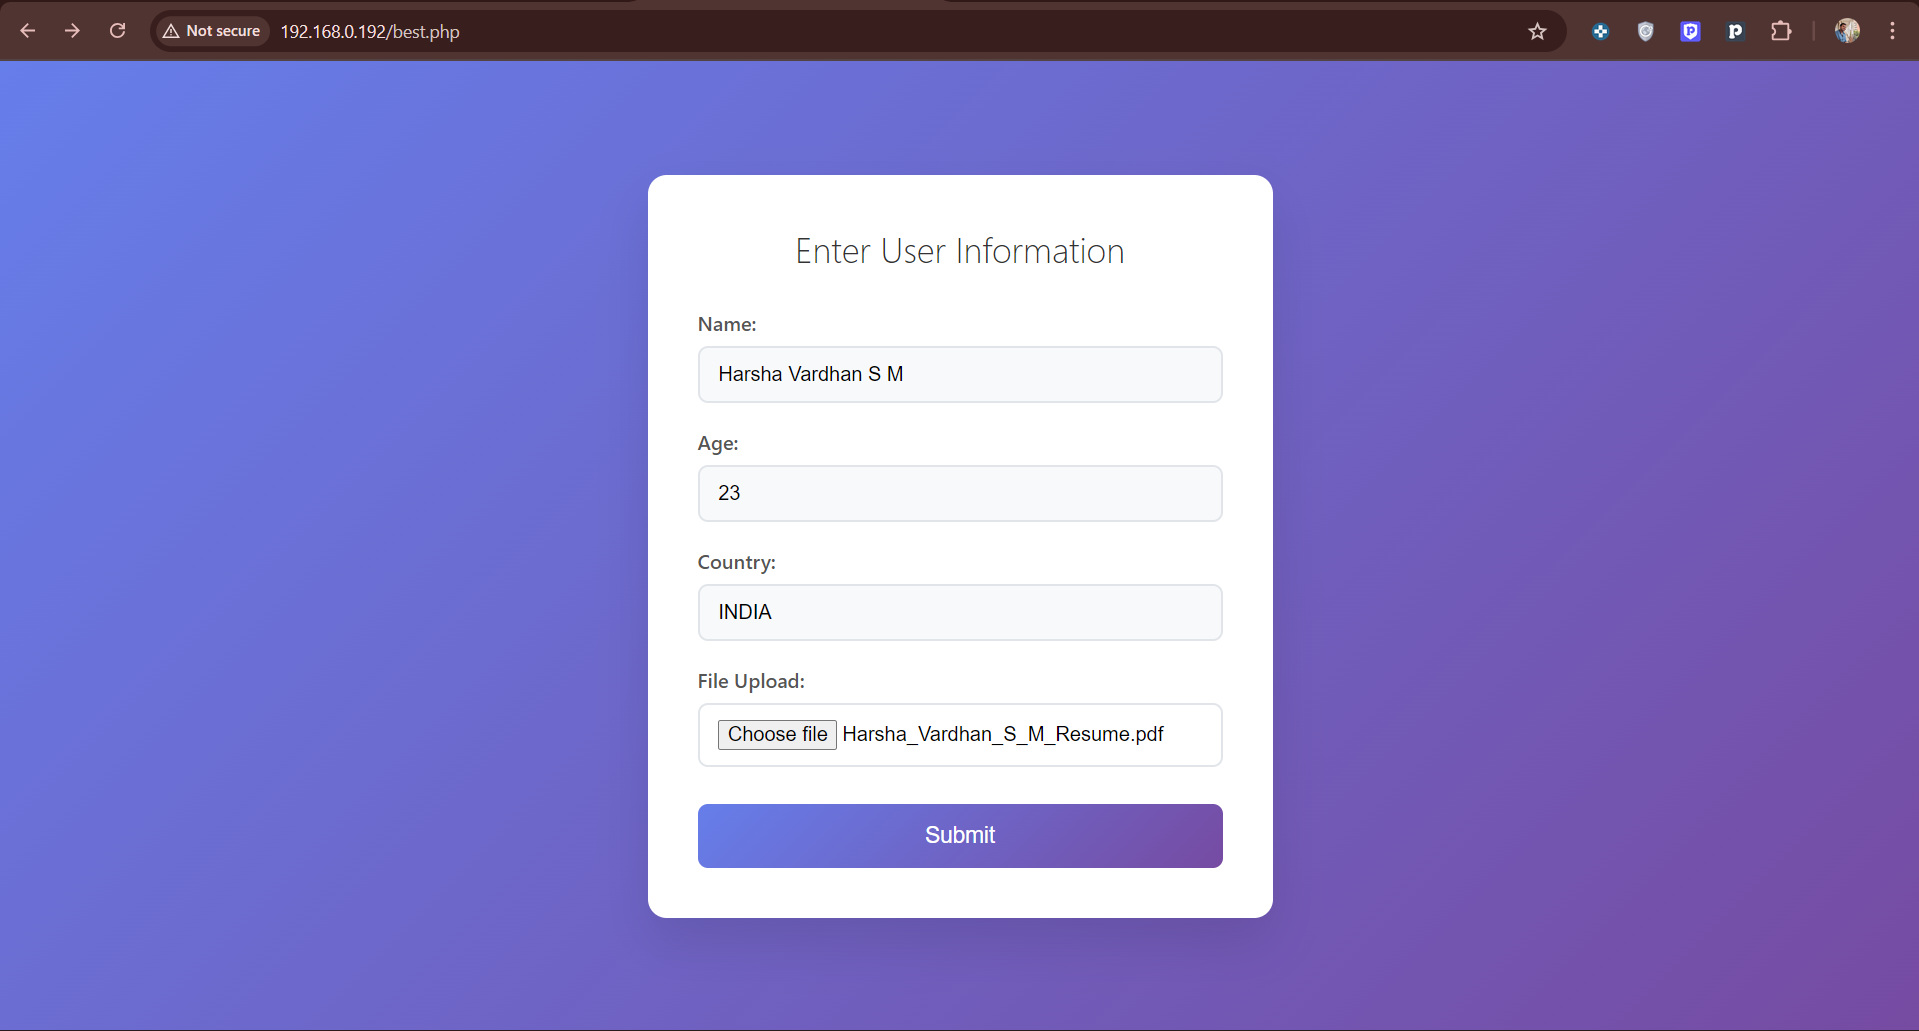 Not secure 192.168.0.192/best.php
Enter User Information
Name:
Harsha Vardhan S M
Age:
23
Country:
INDIA
File Upload:
Choose file Harsha_Vardhan_S_M_Resume.pdf
Submit